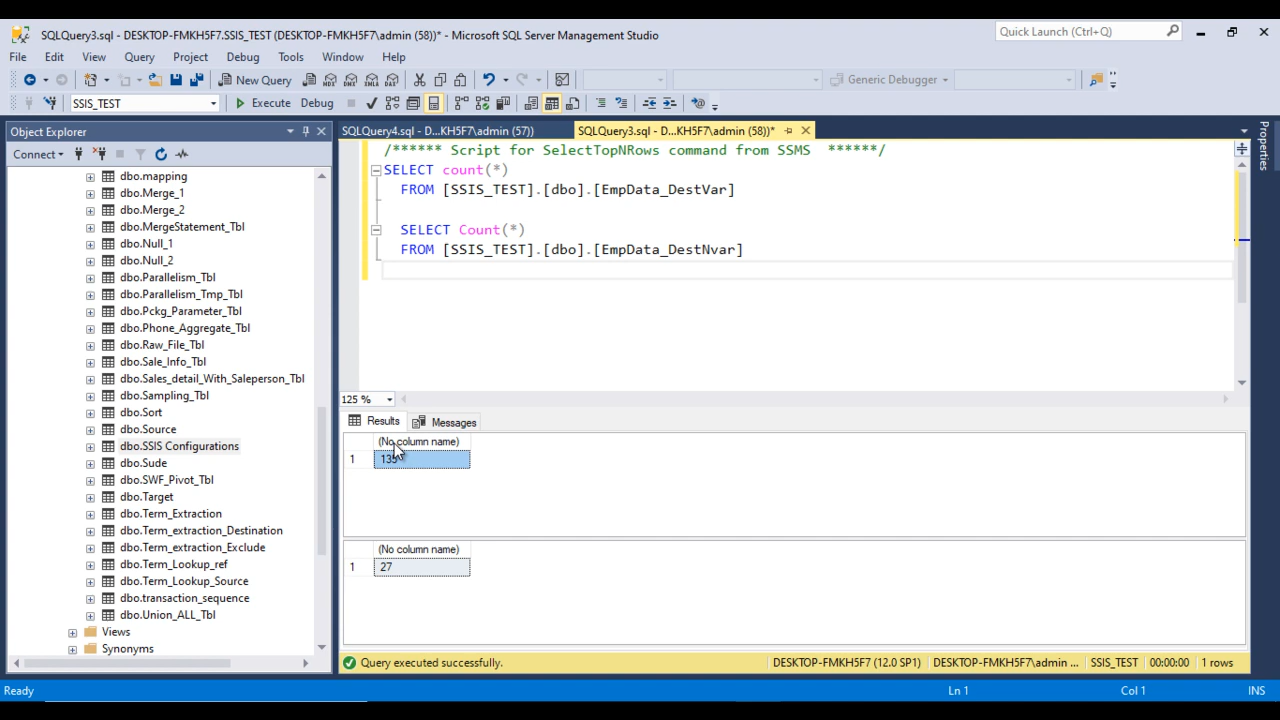 SQLQuery3.sql - DESKTOP-FMKH5F7.SSIS_TEST (DESKTOP-FMKH5F7\admin (58))* - Microsoft SQL Server Management Studio
Quick Launch (Ctrl+Q)
File Edit View Query Project Debug Tools Window Help
New Query
MDX DMX XMLA DAX
Generic Debugger
SSIS_TEST
Execute Debug
Object Explorer
SQLQuery4.sql - D...KH5F7\admin (57))
SQLQuery3.sql - D...KH5F7\admin (58))*
Properties
Connect
dbo.mapping
dbo.Merge_1
dbo.Merge_2
dbo.MergeStatement_Tbl
dbo.Null_1
dbo.Null_2
dbo.Parallelism_Tbl
dbo.Parallelism_Tmp_Tbl
dbo.Pckg_Parameter_Tbl
dbo.Phone_Aggregate_Tbl
dbo.Raw_File_Tbl
dbo.Sale_Info_Tbl
dbo.Sales_detail_With_Saleperson_Tbl
dbo.Sampling_Tbl
dbo.Sort
dbo.Source
dbo.SSIS Configurations
dbo.Sude
dbo.SWF_Pivot_Tbl
dbo.Target
dbo.Term_Extraction
dbo.Term_extraction_Destination
dbo.Term_extraction_Exclude
dbo.Term_Lookup_ref
dbo.Term_Lookup_Source
dbo.transaction_sequence
dbo.Union_ALL_Tbl
Views
Synonyms
/****** Script for SelectTopNRows command from SSMS ******/
SELECT count(*)
FROM [SSIS_TEST].[dbo].[EmpData_DestVar]
SELECT Count(*)
FROM [SSIS_TEST].[dbo].[EmpData_DestNvar]
125 %
Results Messages
(No column name)
1 135
(No column name)
1 27
Query executed successfully.
DESKTOP-FMKH5F7 (12.0 SP1) DESKTOP-FMKH5F7\admin ... SSIS_TEST 00:00:00 1 rows
Ready Ln 1 Col 1 INS